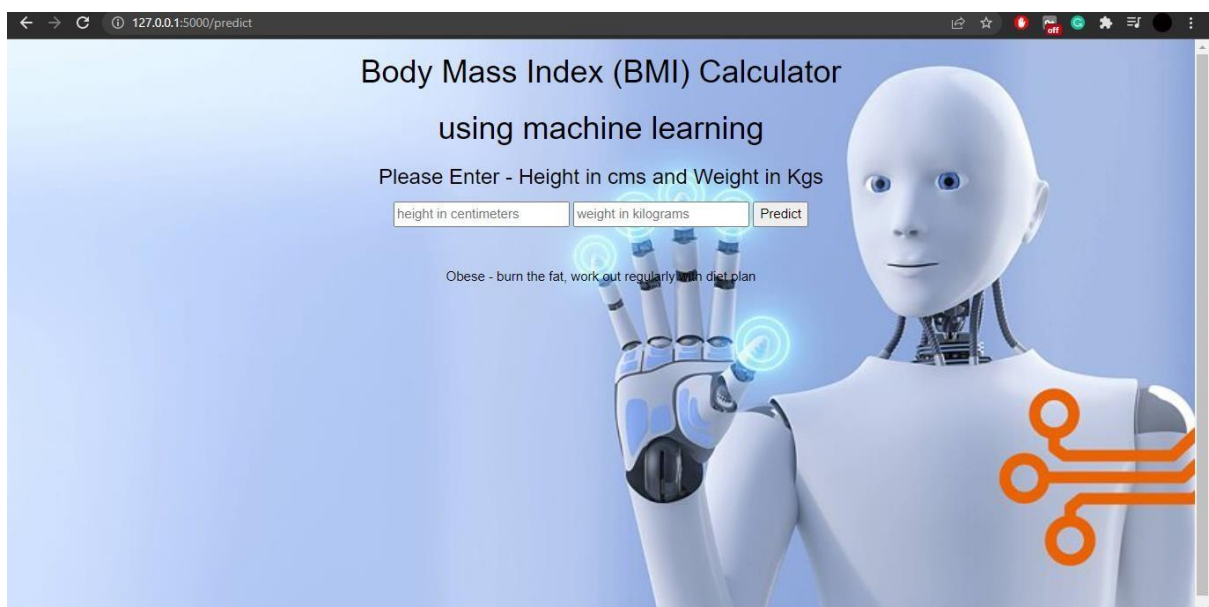 127.0.0.1:5000/predict
off
Body Mass Index (BMI) Calculator
using machine learning
Please Enter - Height in cms and Weight in Kgs
height in centimeters weight in kilograms Predict
Obese - burn the fat, work out regularly with diet plan